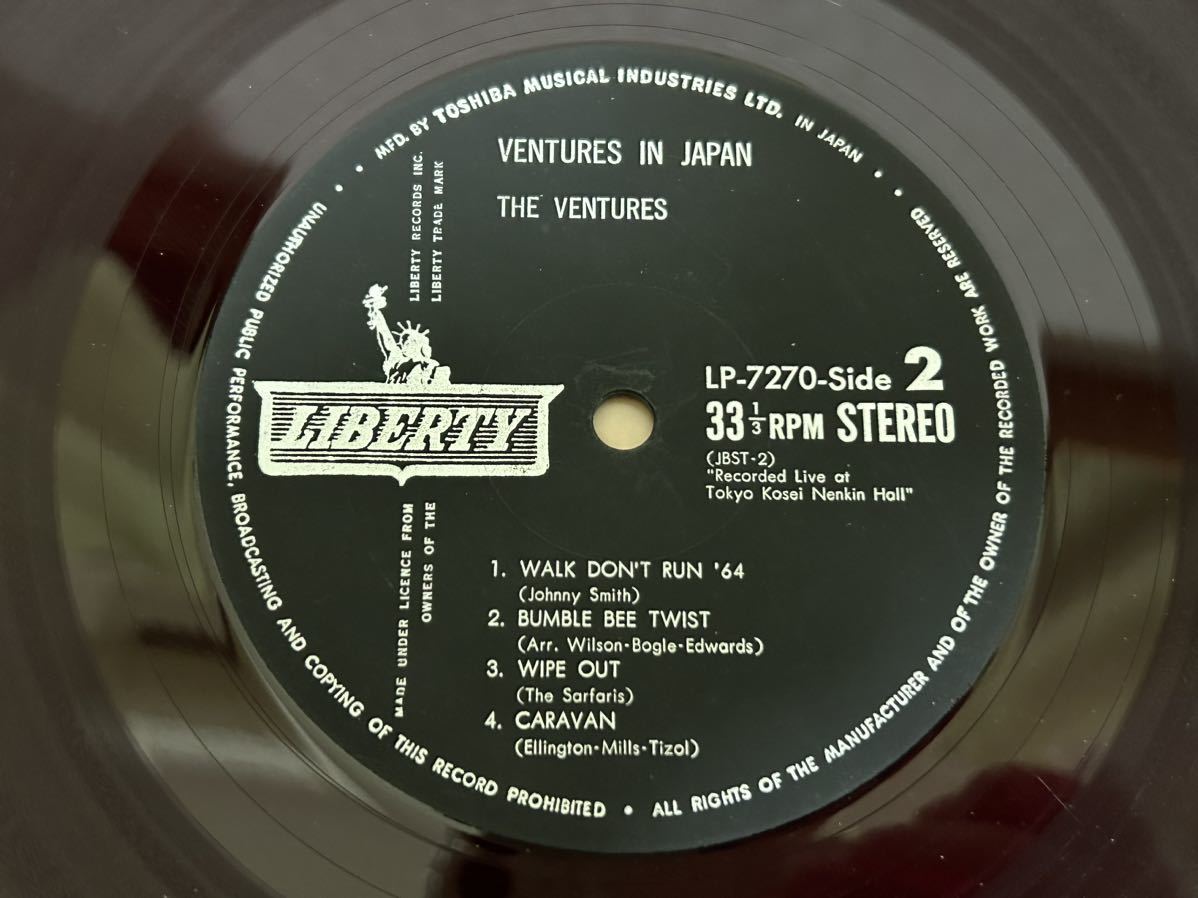 MFD. BY TOSHIBA MUSICAL INDUSTRIES LTD. IN JAPAN
VENTURES IN JAPAN
THE VENTURES
LIBERTY RECORDS INC.
LIBERTY TRADE MARK
LIBERTY
LP-7270-Side 2
33 1/3 RPM STEREO
(JBST-2)
"Recorded Live at
Tokyo Kosei Nenkin Hall"
MADE UNDER LICENCE FROM
OWNERS OF THE
1. WALK DON'T RUN '64
(Johnny Smith)
2. BUMBLE BEE TWIST
(Arr. Wilson-Bogle-Edwards)
3. WIPE OUT
(The Sarfaris)
4. CARAVAN
(Ellington-Mills-Tizol)
UNAUTHORIZED PUBLIC PERFORMANCE, BROADCASTING AND COPYING OF THIS RECORD PROHIBITED • ALL RIGHTS OF THE MANUFACTURER AND OF THE OWNER OF THE RECORDED WORK ARE RESERVED